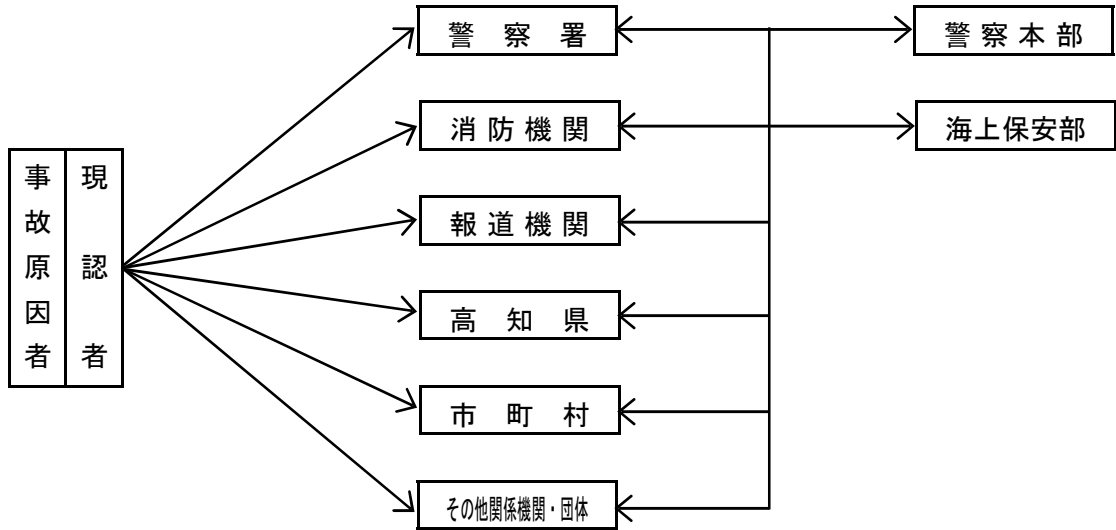 事故原因者
現認者
警察署
消防機関
報道機関
高知県
市町村
その他関係機関・団体
警察本部
海上保安部